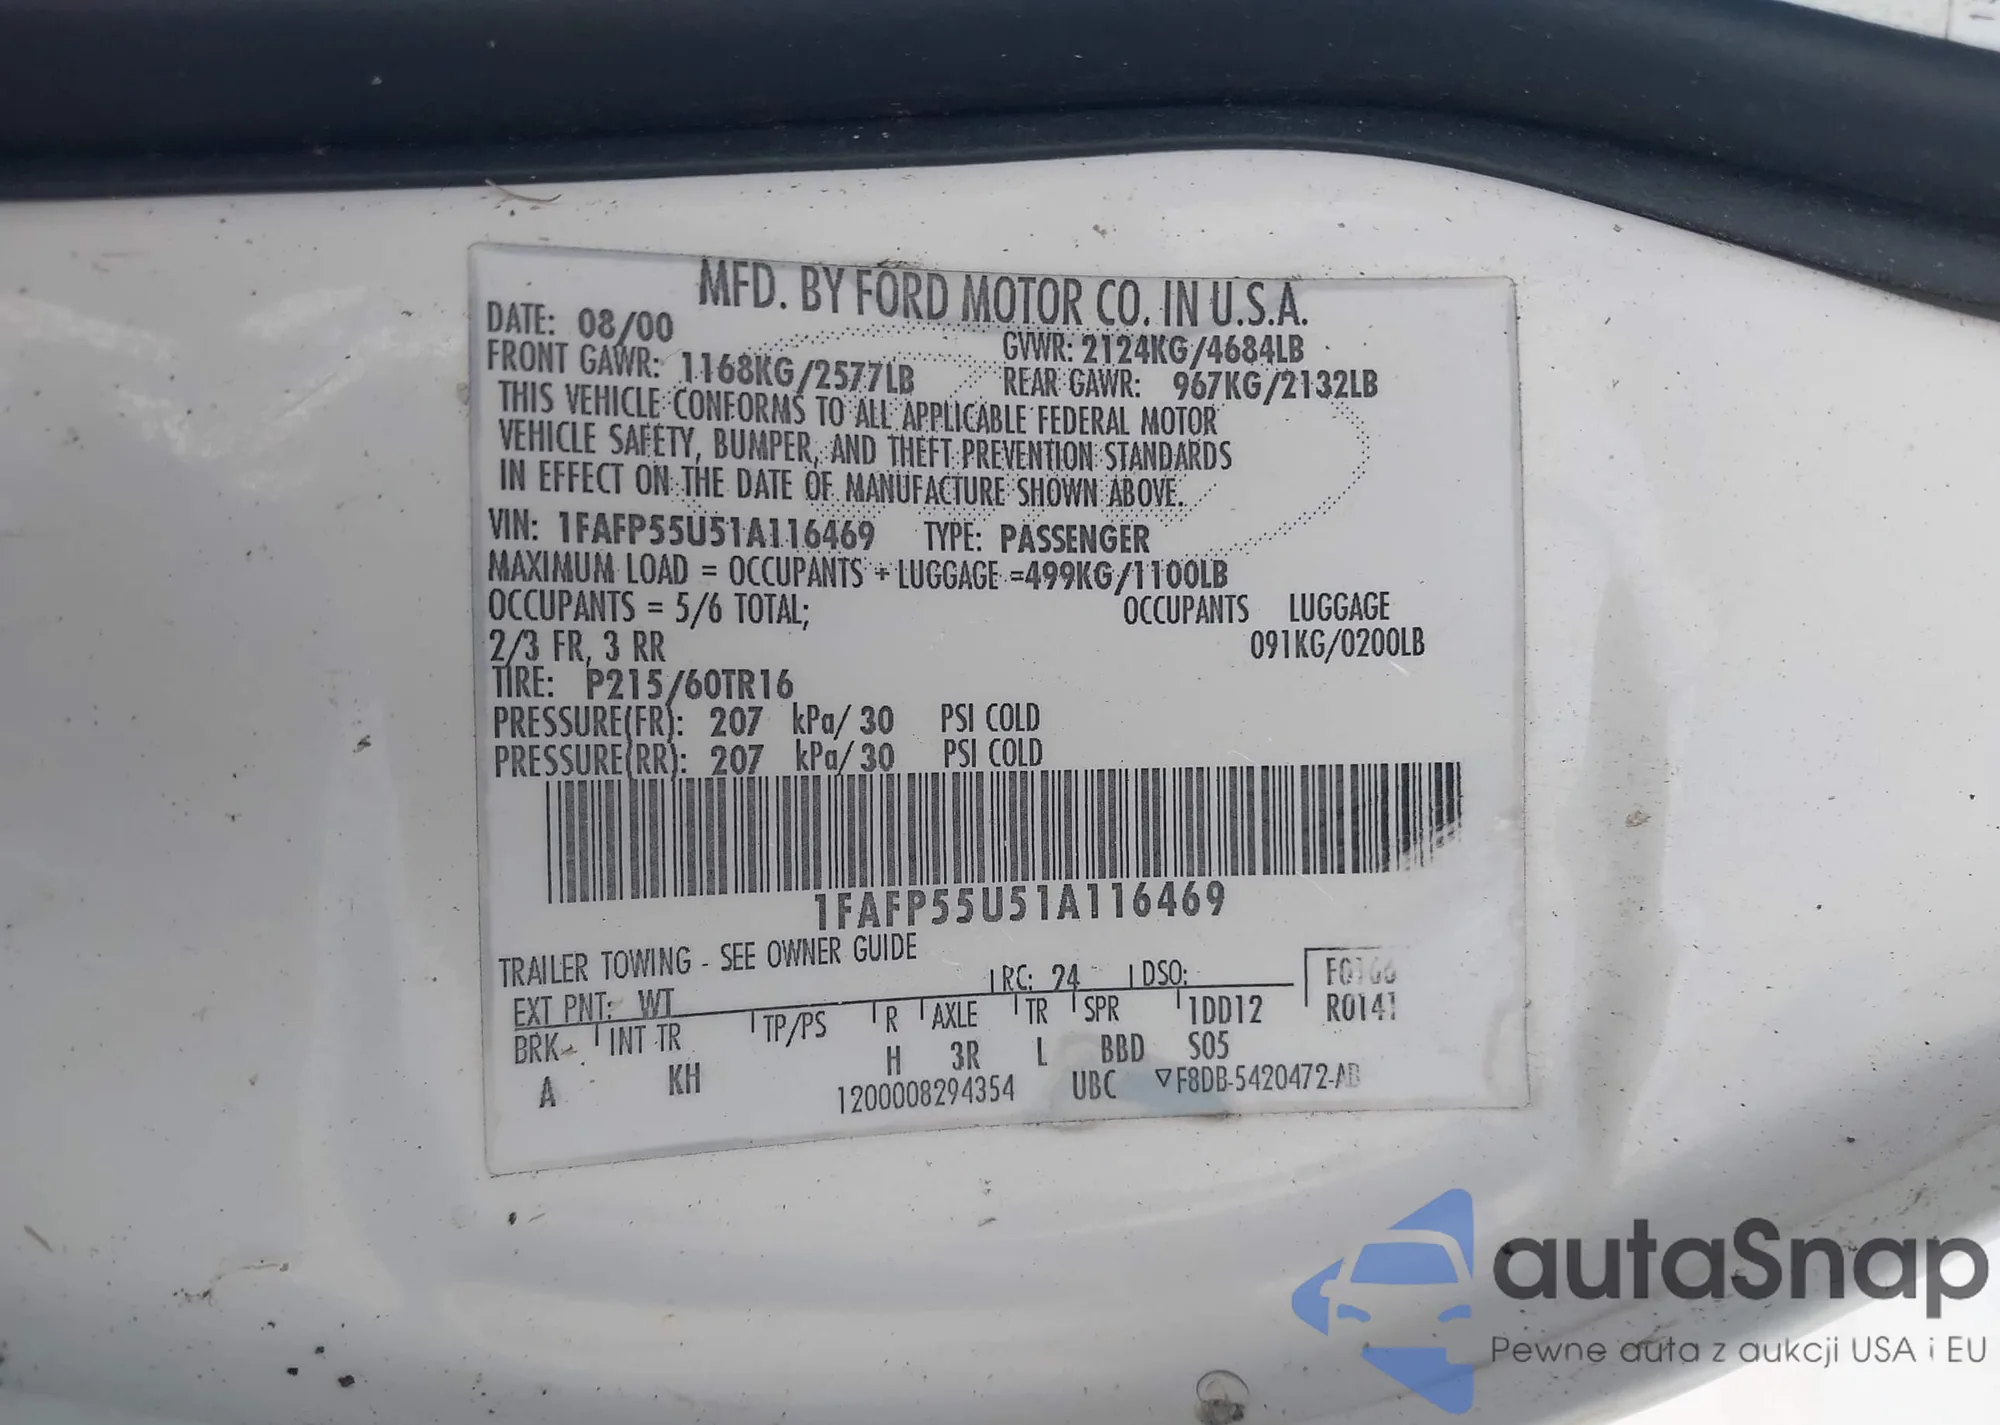 MFD. BY FORD MOTOR CO. IN U.S.A.
DATE: 08/00 GVWR: 2124KG/4684LB
FRONT GAWR: 1168KG/2577LB REAR GAWR: 967KG/2132LB
THIS VEHICLE CONFORMS TO ALL APPLICABLE FEDERAL MOTOR
VEHICLE SAFETY, BUMPER, AND THEFT PREVENTION STANDARDS
IN EFFECT ON THE DATE OF MANUFACTURE SHOWN ABOVE.
VIN: 1FAFP55U51A116469 TYPE: PASSENGER
MAXIMUM LOAD = OCCUPANTS + LUGGAGE =499KG/1100LB
OCCUPANTS = 5/6 TOTAL; OCCUPANTS LUGGAGE
2/3 FR, 3 RR 091KG/0200LB
TIRE: P215/60TR16
PRESSURE(FR): 207 kPa/ 30 PSI COLD
PRESSURE(RR): 207 kPa/ 30 PSI COLD
1FAFP55U51A116469
TRAILER TOWING - SEE OWNER GUIDE
EXT PNT: WT RC: 24 DSO:
BRK INT TR TP/PS R AXLE TR SPR 1DD12 R0141
A KH H 3R L BBD S05
1200008294354 UBC ▽F8DB-5420472-AB
autaSnap
Pewne auta z aukcji USA i EU